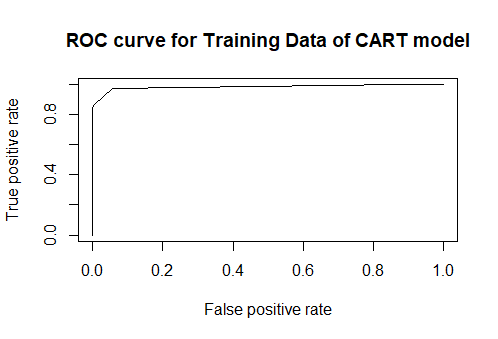 ROC curve for Training Data of CART model
True positive rate
0.8
0.4
0.0
0.0 0.2 0.4 0.6 0.8 1.0
False positive rate